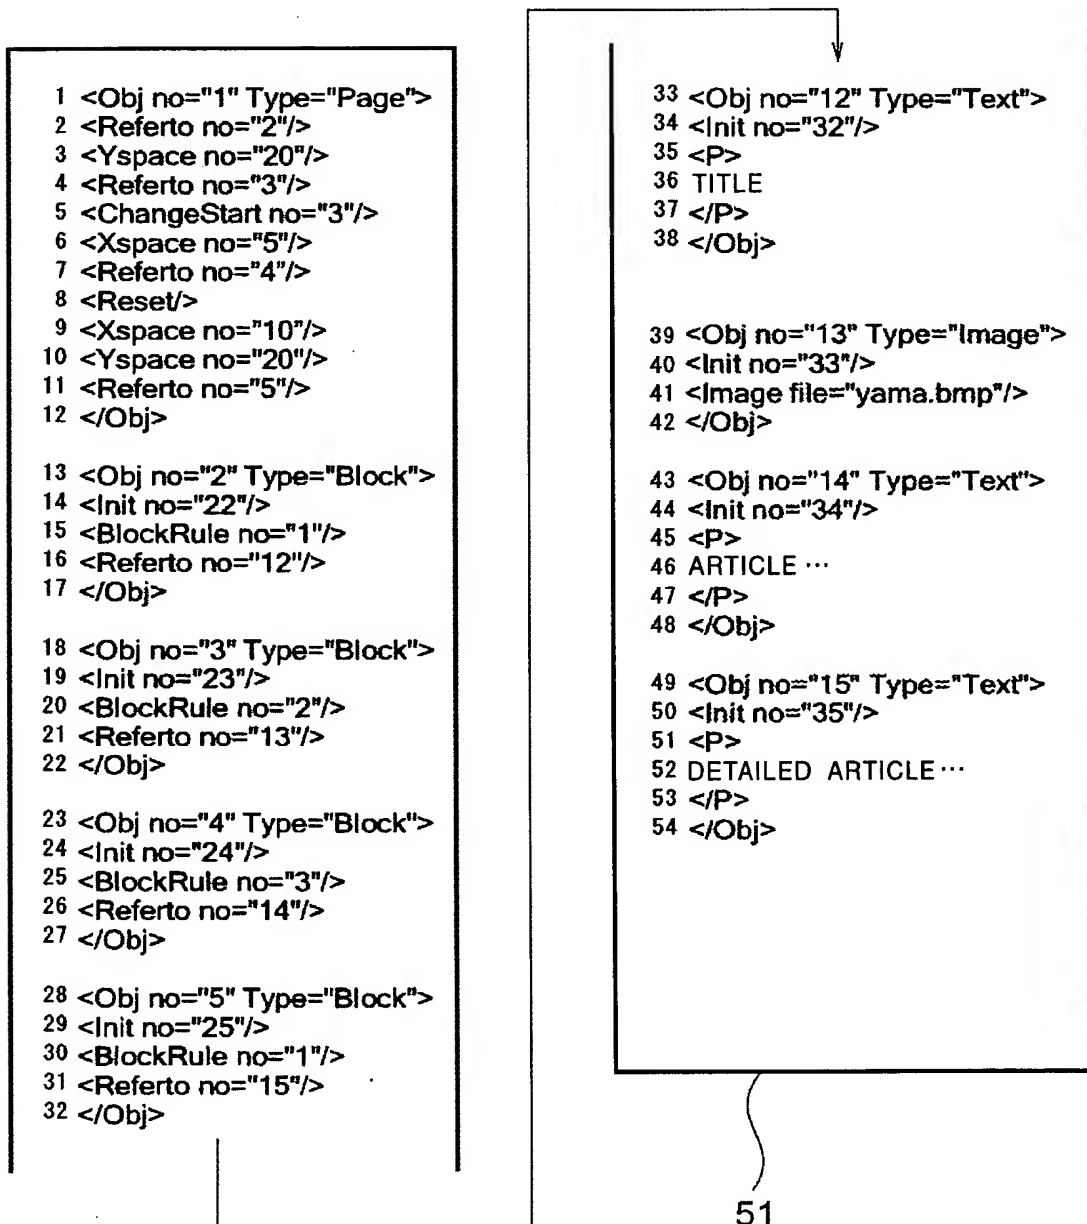 1 <Obj no="1" Type="Page">
2 <Referto no="2"/>
3 <Yspace no="20"/>
4 <Referto no="3"/>
5 <ChangeStart no="3"/>
6 <Xspace no="5"/>
7 <Referto no="4"/>
8 <Reset/>
9 <Xspace no="10"/>
10 <Yspace no="20"/>
11 <Referto no="5"/>
12 </Obj>
13 <Obj no="2" Type="Block">
14 <Init no="22"/>
15 <BlockRule no="1"/>
16 <Referto no="12"/>
17 </Obj>
18 <Obj no="3" Type="Block">
19 <Init no="23"/>
20 <BlockRule no="2"/>
21 <Referto no="13"/>
22 </Obj>
23 <Obj no="4" Type="Block">
24 <Init no="24"/>
25 <BlockRule no="3"/>
26 <Referto no="14"/>
27 </Obj>
28 <Obj no="5" Type="Block">
29 <Init no="25"/>
30 <BlockRule no="1"/>
31 <Referto no="15"/>
32 </Obj>
33 <Obj no="12" Type="Text">
34 <Init no="32"/>
35 <P>
36 TITLE
37 </P>
38 </Obj>
39 <Obj no="13" Type="Image">
40 <Init no="33"/>
41 <Image file="yama.bmp"/>
42 </Obj>
43 <Obj no="14" Type="Text">
44 <Init no="34"/>
45 <P>
46 ARTICLE ···
47 </P>
48 </Obj>
49 <Obj no="15" Type="Text">
50 <Init no="35"/>
51 <P>
52 DETAILED ARTICLE ···
53 </P>
54 </Obj>
51